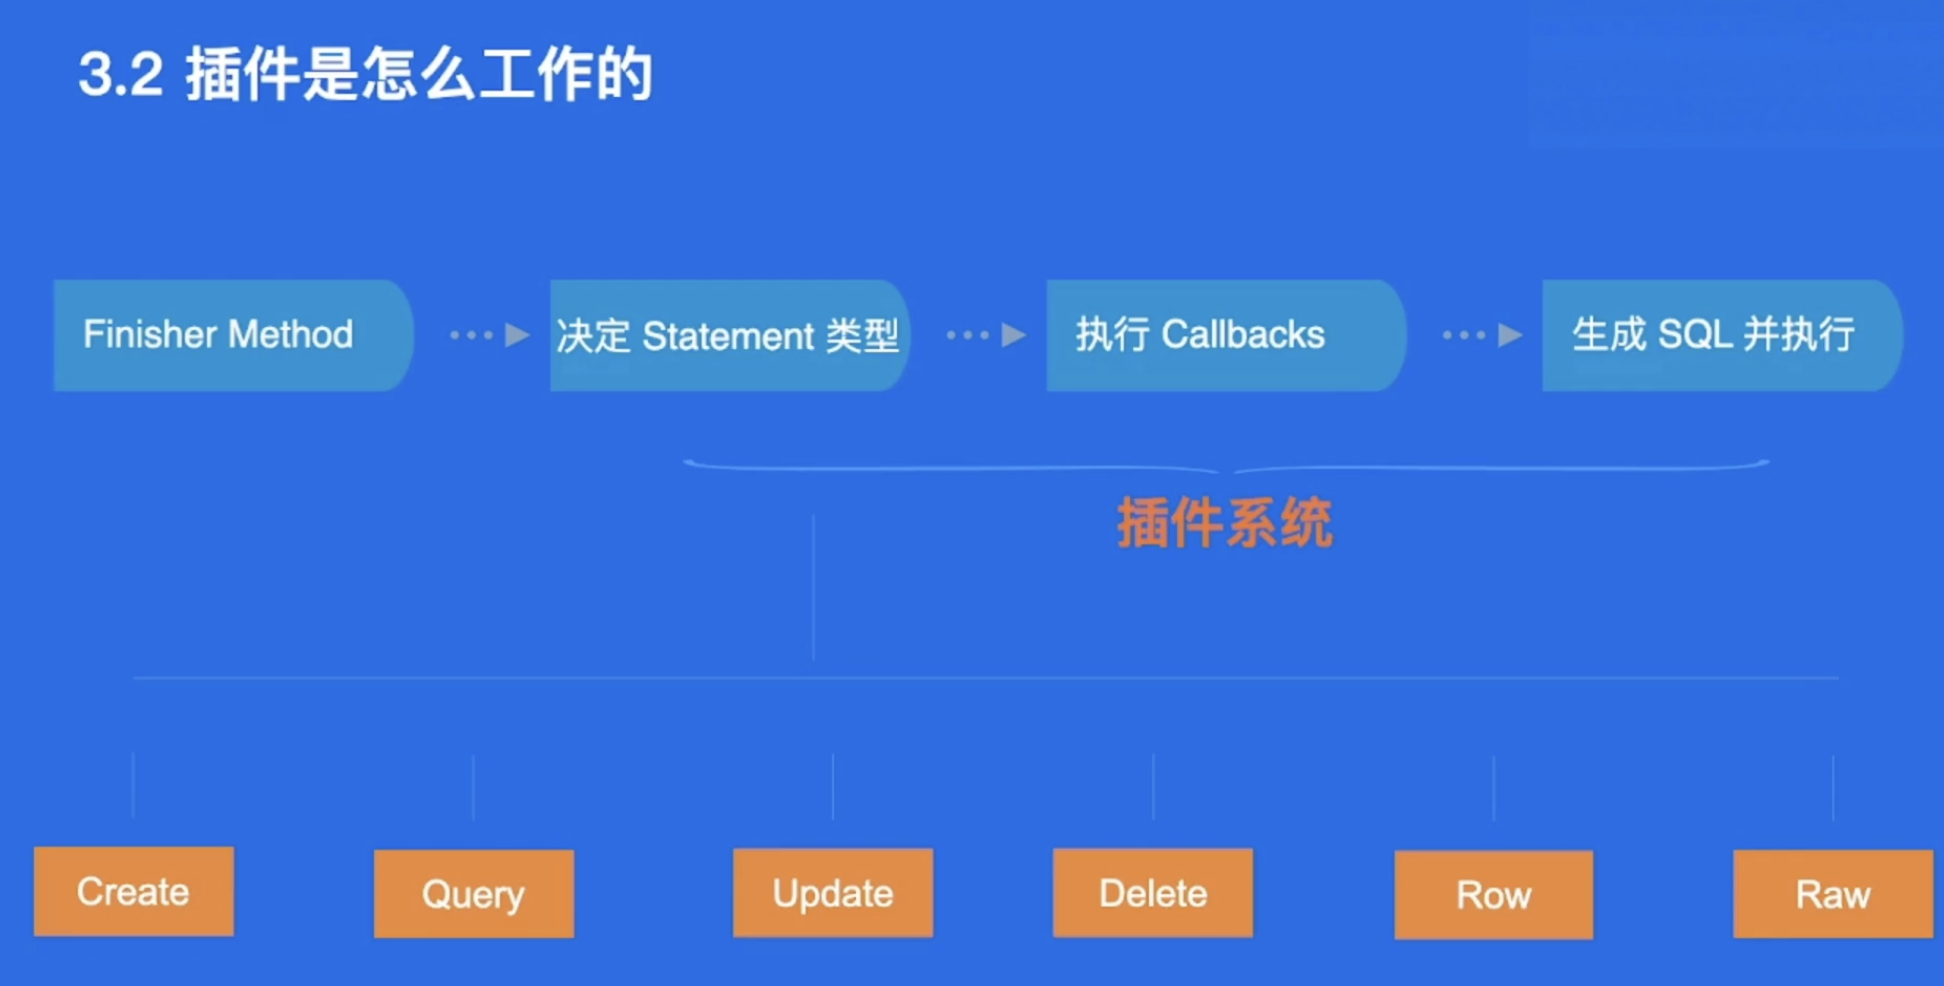 3.2 插件是怎么工作的
Finisher Method
决定 Statement 类型
执行 Callbacks
生成 SQL 并执行
插件系统
Create
Query
Update
Delete
Row
Raw